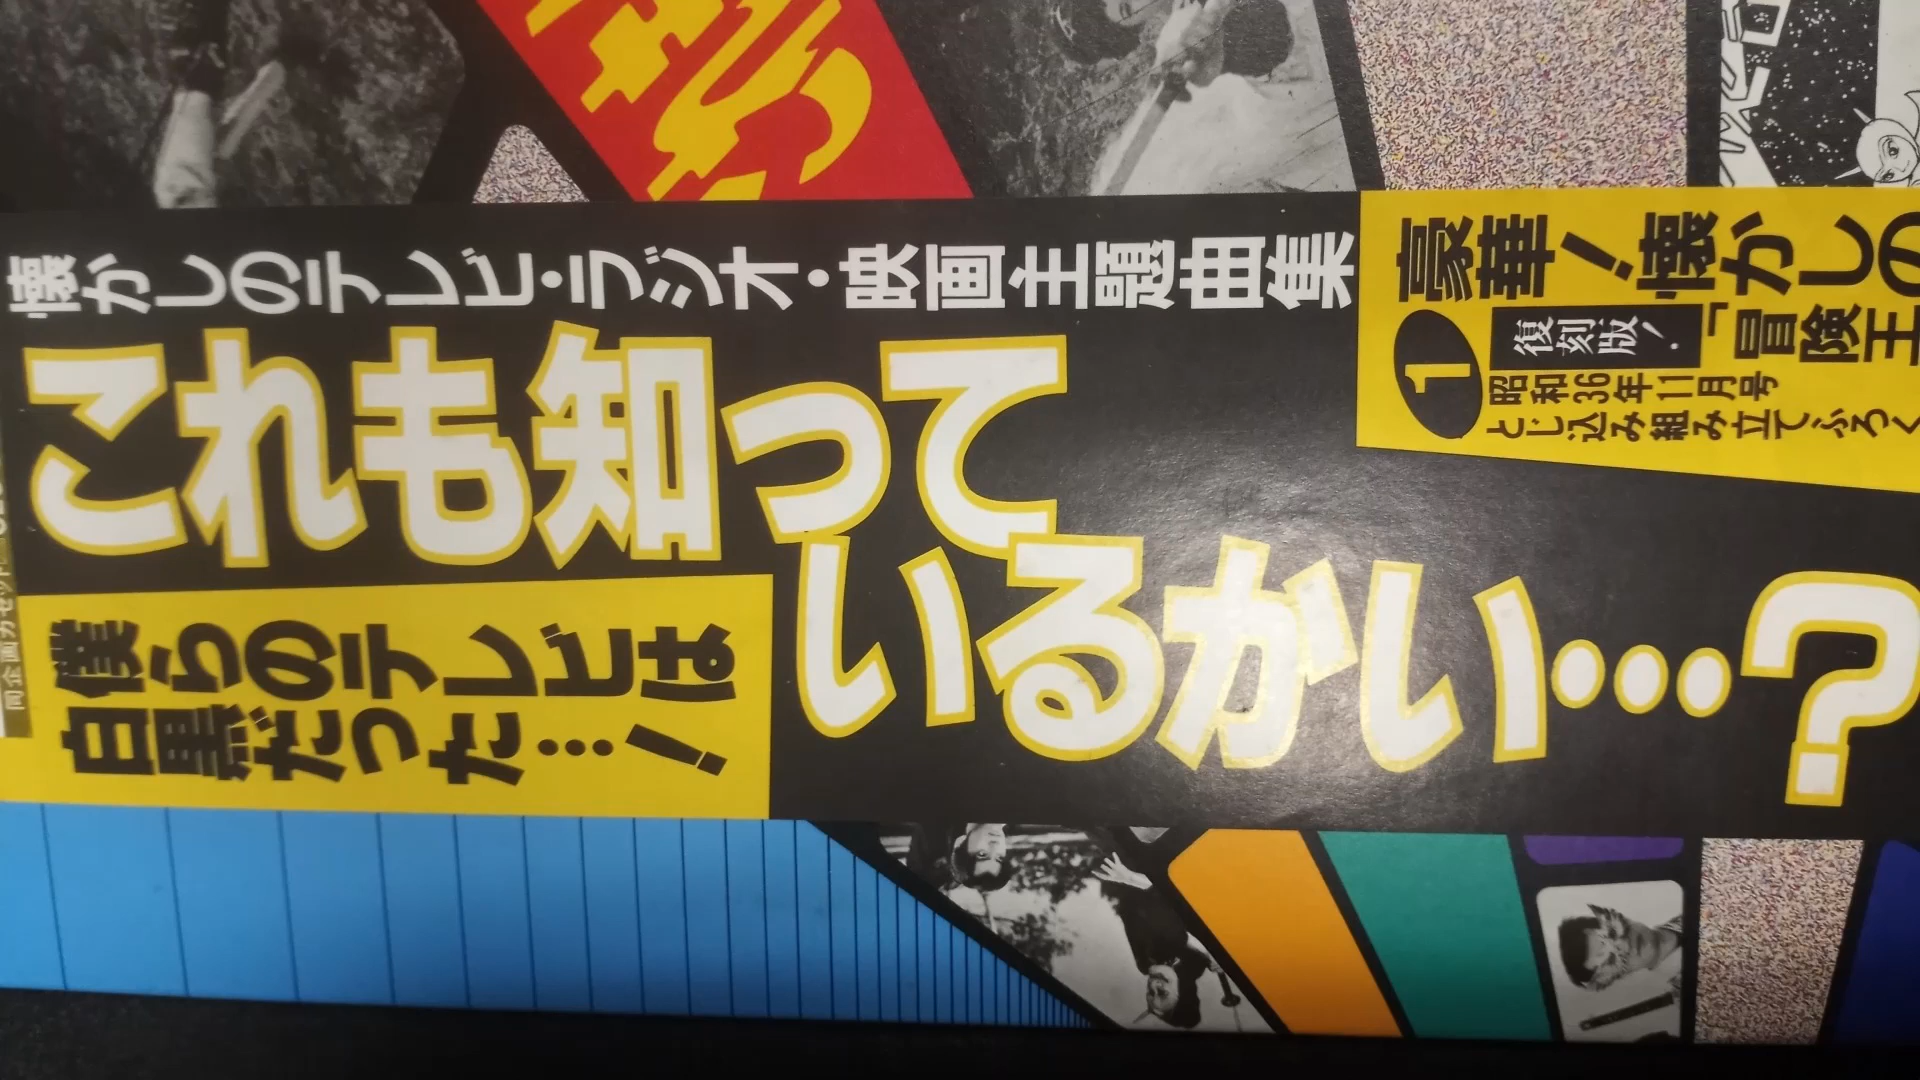 懐かしのテレビ・ラジオ・映画主題曲集
これも知って
いるかい…?
僕らのテレビは
白黒だった…!
豪華!懐かしの
1
復刻版!
「冒険王
昭和36年11月号
とじ込み組み立てふろく